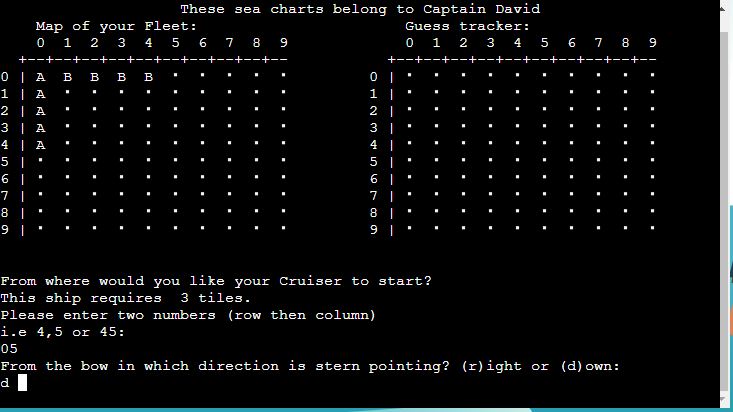 These sea charts belong to Captain David
Map of your Fleet: Guess tracker:
0 1 2 3 4 5 6 7 8 9 0 1 2 3 4 5 6 7 8 9
+--+--+--+--+--+--+--+--+--+-- +--+--+--+--+--+--+--+--+--+--
0 | A B B B B · · · · · 0 | · · · · · · · · · ·
1 | A · · · · · · · · · 1 | · · · · · · · · · ·
2 | A · · · · · · · · · 2 | · · · · · · · · · ·
3 | A · · · · · · · · · 3 | · · · · · · · · · ·
4 | A · · · · · · · · · 4 | · · · · · · · · · ·
5 | · · · · · · · · · · 5 | · · · · · · · · · ·
6 | · · · · · · · · · · 6 | · · · · · · · · · ·
7 | · · · · · · · · · · 7 | · · · · · · · · · ·
8 | · · · · · · · · · · 8 | · · · · · · · · · ·
9 | · · · · · · · · · · 9 | · · · · · · · · · ·
From where would you like your Cruiser to start?
This ship requires  3 tiles.
Please enter two numbers (row then column)
i.e 4,5 or 45:
05
From the bow in which direction is stern pointing? (r)ight or (d)own:
d